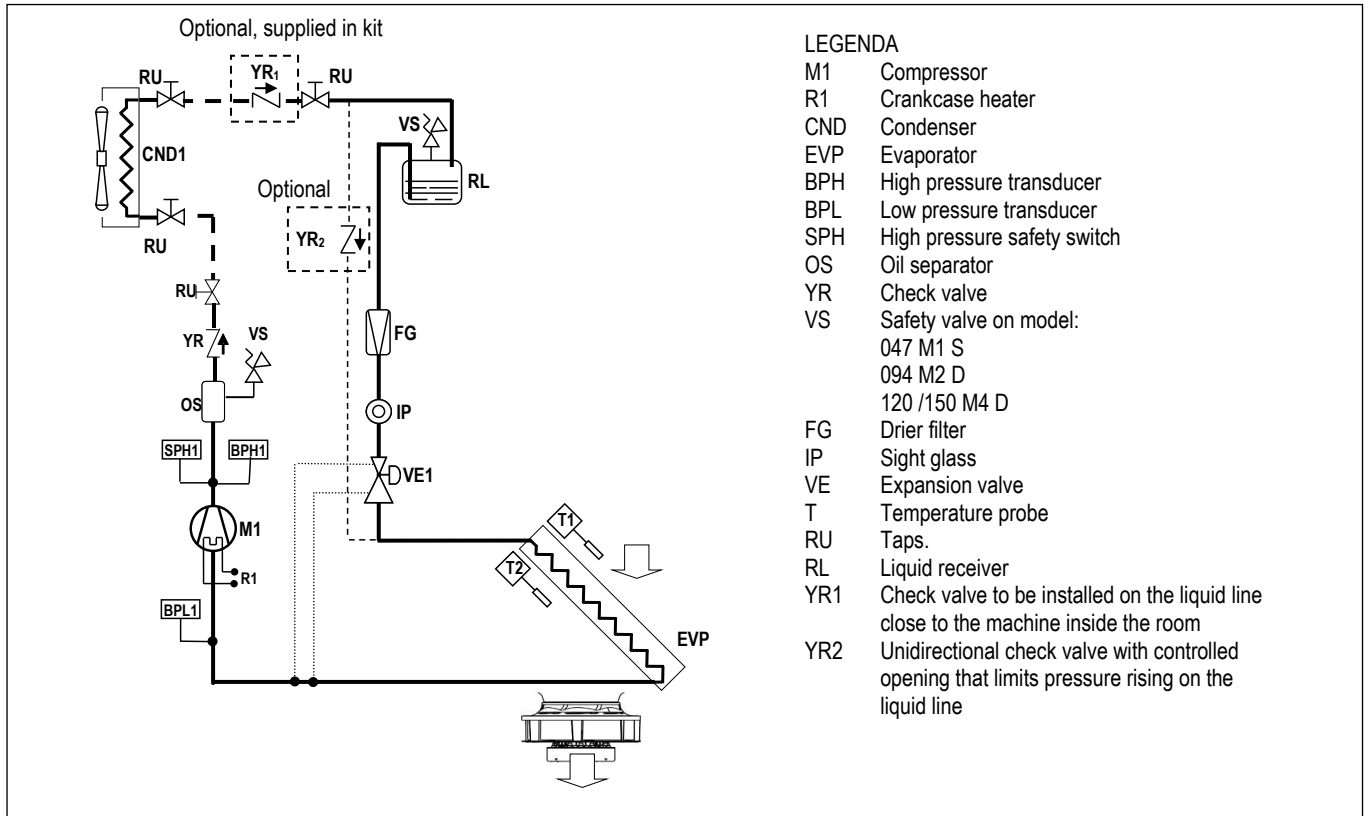 Optional, supplied in kit
RU
YR1
RU
VS
CND1
RL
Optional
YR2
RU
RU
YR
VS
FG
OS
IP
SPH1
BPH1
VE1
M1
T1
R1
T2
BPL1
EVP
LEGENDA
M1 Compressor
R1 Crankcase heater
CND Condenser
EVP Evaporator
BPH High pressure transducer
BPL Low pressure transducer
SPH High pressure safety switch
OS Oil separator
YR Check valve
VS Safety valve on model:
047 M1 S
094 M2 D
120 /150 M4 D
FG Drier filter
IP Sight glass
VE Expansion valve
T Temperature probe
RU Taps.
RL Liquid receiver
YR1 Check valve to be installed on the liquid line
close to the machine inside the room
YR2 Unidirectional check valve with controlled
opening that limits pressure rising on the
liquid line